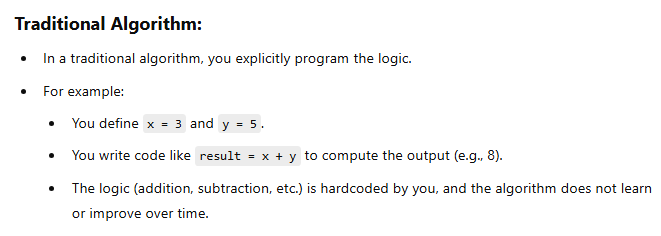 Traditional Algorithm:
• In a traditional algorithm, you explicitly program the logic.
• For example:
• You define x = 3 and y = 5.
• You write code like result = x + y to compute the output (e.g., 8).
• The logic (addition, subtraction, etc.) is hardcoded by you, and the algorithm does not learn
or improve over time.